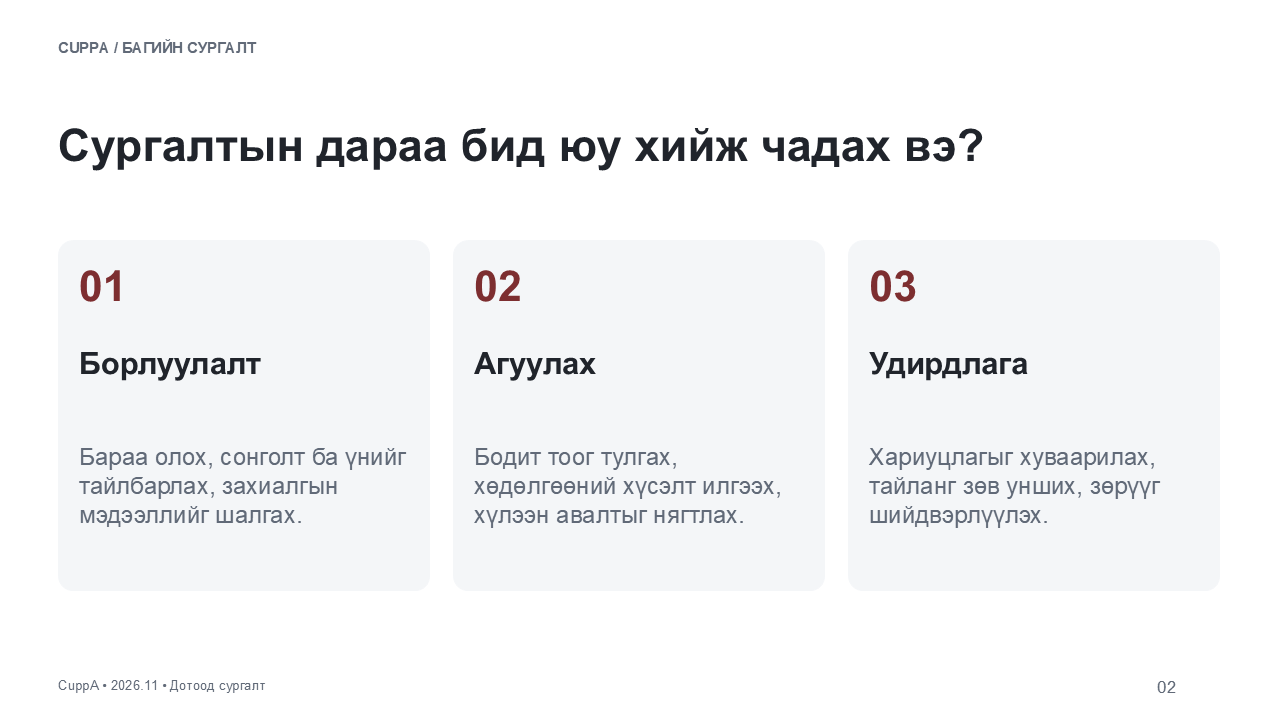 CUPPA / БАГИЙН СУРГАЛТ
Сургалтын дараа бид юу хийж чадах вэ?
01
Борлуулалт
Бараа олох, сонголт ба үнийг
тайлбарлах, захиалгын
мэдээллийг шалгах.
02
Агуулах
Бодит тоог тулгах,
хөдөлгөөний хүсэлт илгээх,
хүлээн авалтыг нягтлах.
03
Удирдлага
Хариуцлагыг хуваарилах,
тайланг зөв унших, зөрүүг
шийдвэрлүүлэх.
CuppA • 2026.11 • Дотоод сургалт
02